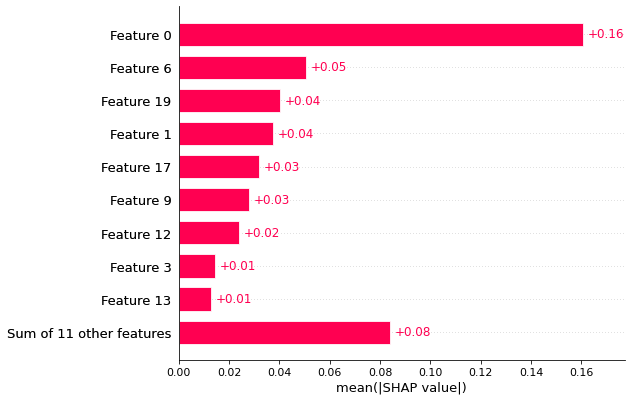 Feature 0 +0.16
Feature 6 +0.05
Feature 19 +0.04
Feature 1 +0.04
Feature 17 +0.03
Feature 9 +0.03
Feature 12 +0.02
Feature 3 +0.01
Feature 13 +0.01
Sum of 11 other features +0.08
0.00 0.02 0.04 0.06 0.08 0.10 0.12 0.14 0.16
mean(|SHAP value|)